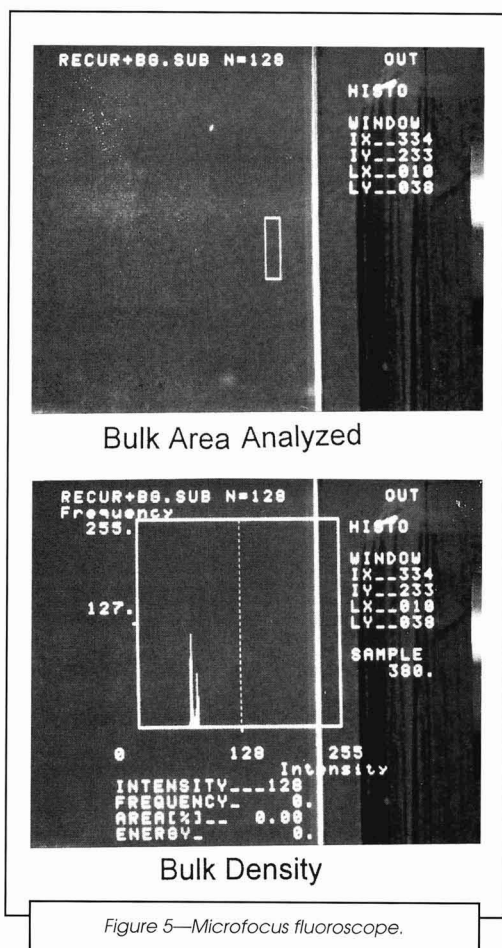 RECUR+BG.SUB N=128 OUT
HISTO
WINDOW
IX__334
IY__233
LX__010
LY__038
Bulk Area Analyzed
RECUR+BG.SUB N=128 OUT
Frequency
255.
HISTO
WINDOW
IX__334
IY__233
LX__010
LY__038
127.
SAMPLE
380.
0 128 255
Intensity
INTENSITY___128
FREQUENCY_ 0.
AREA[%]__ 0.00
ENERGY_ 0.
Bulk Density
Figure 5—Microfocus fluoroscope.